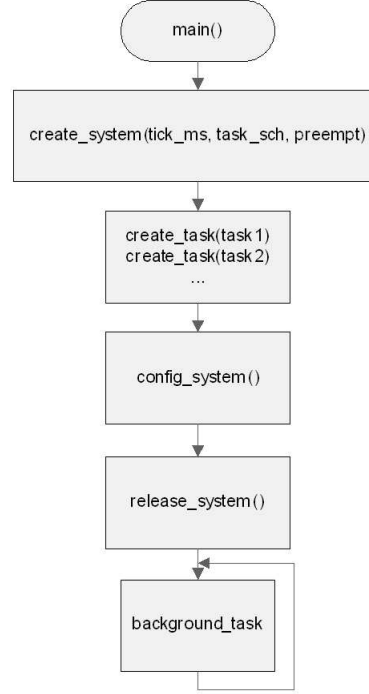 main()
create_system(tick_ms, task_sch, preempt)
create_task(task1)
create_task(task2)
...
config_system()
release_system()
background_task